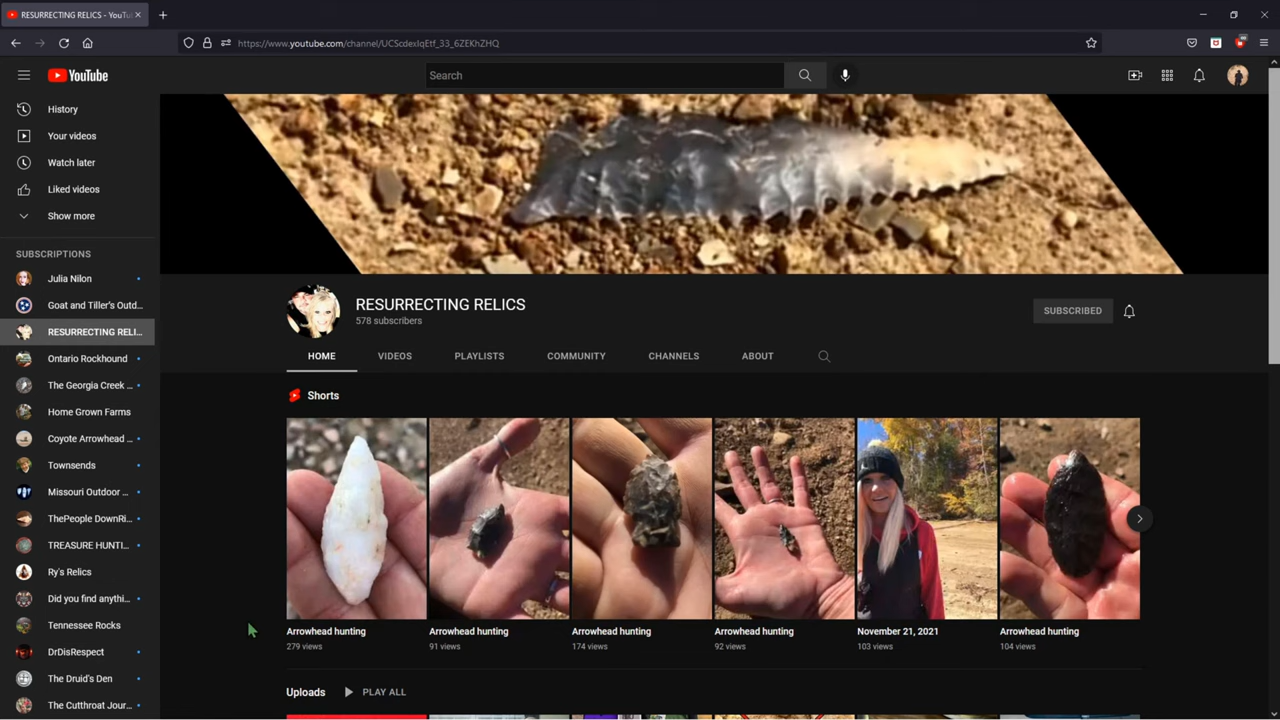 RESURRECTING RELICS - YouTu
https://www.youtube.com/channel/UCScdexIqEtf_33_6ZEKhZHQ
YouTube
Search
History
Your videos
Watch later
Liked videos
Show more
SUBSCRIPTIONS
Julia Nilon
Goat and Tiller's Outd...
RESURRECTING RELI...
Ontario Rockhound
The Georgia Creek ...
Home Grown Farms
Coyote Arrowhead ...
Townsends
Missouri Outdoor ...
ThePeople DownRi...
TREASURE HUNTI...
Ry's Relics
Did you find anythi...
Tennessee Rocks
DrDisRespect
The Druid's Den
The Cutthroat Jour...
RESURRECTING RELICS
578 subscribers
SUBSCRIBED
HOME VIDEOS PLAYLISTS COMMUNITY CHANNELS ABOUT
Shorts
Arrowhead hunting
279 views
Arrowhead hunting
91 views
Arrowhead hunting
174 views
Arrowhead hunting
92 views
November 21, 2021
103 views
Arrowhead hunting
104 views
Uploads PLAY ALL